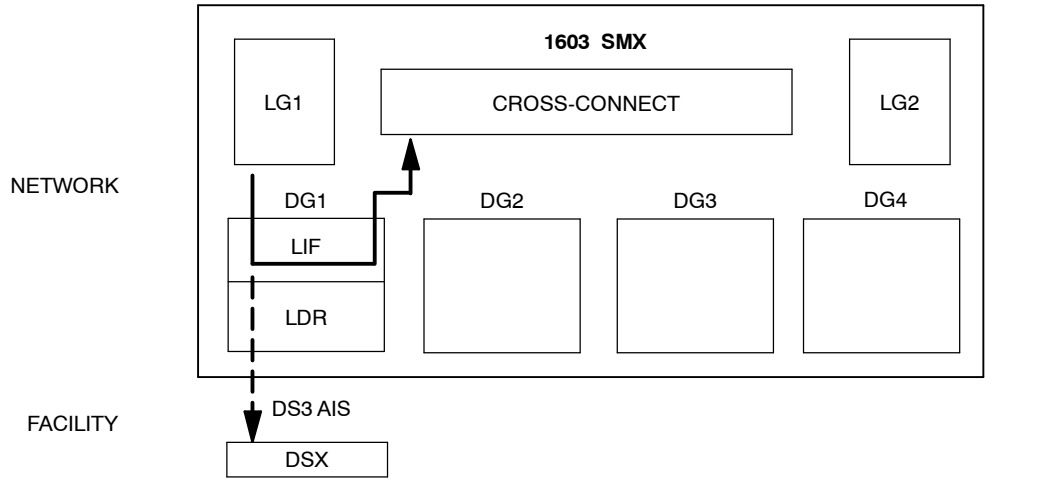 1603 SMX
LG1
CROSS-CONNECT
LG2
NETWORK
DG1
DG2
DG3
DG4
LIF
LDR
DS3 AIS
FACILITY
DSX